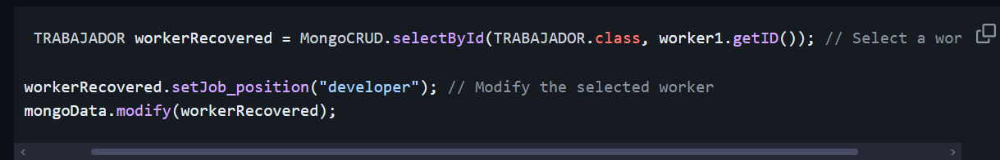 TRABAJADOR workerRecovered = MongoCRUD.selectById(TRABAJADOR.class, worker1.getID()); // Select a wor
workerRecovered.setJob_position("developer"); // Modify the selected worker
mongoData.modify(workerRecovered);